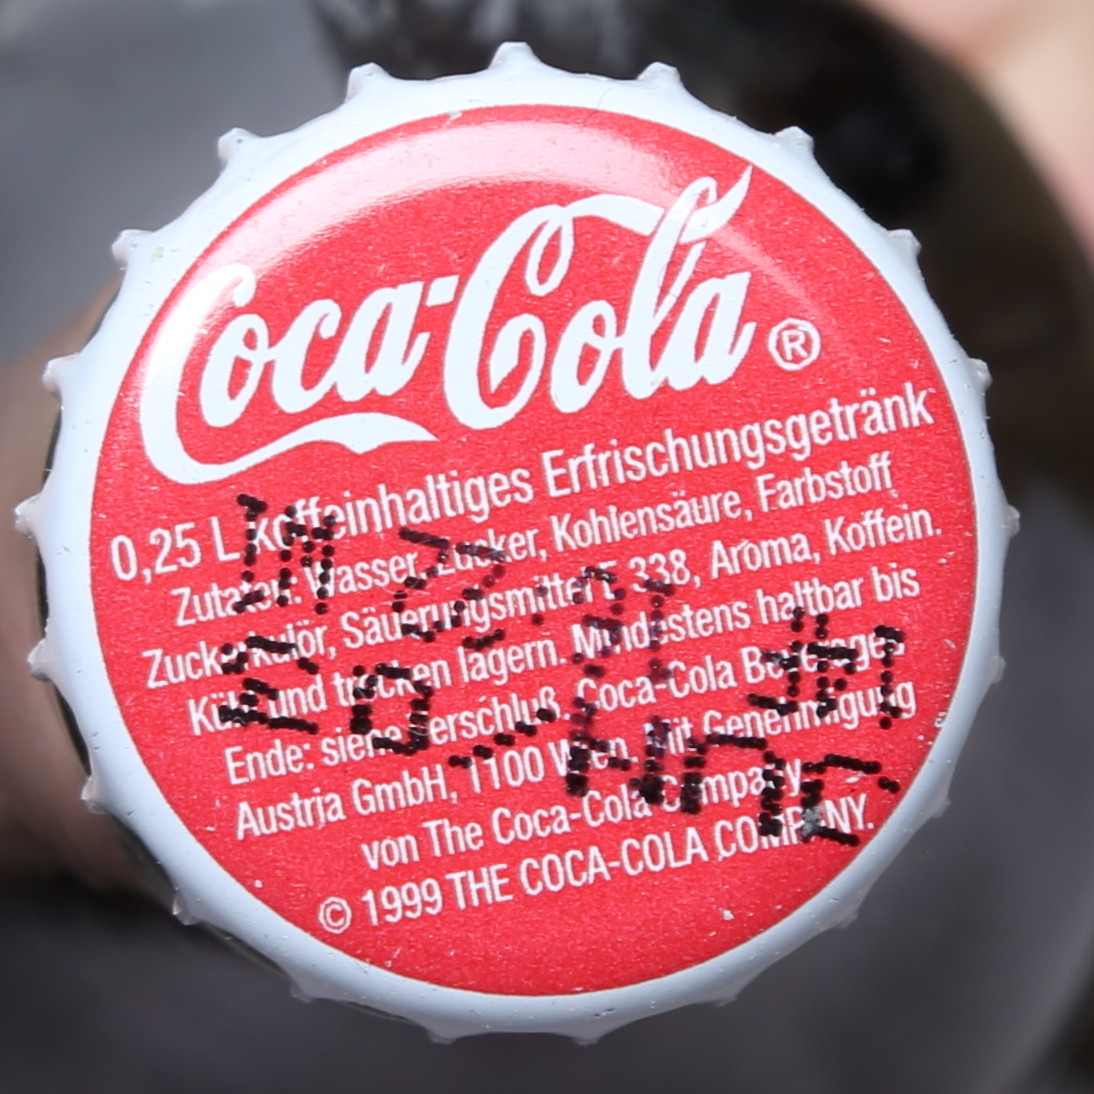 Coca-Cola ®
0,25 L koffeinhaltiges Erfrischungsgetränk
Zutaten: Wasser, Zucker, Kohlensäure, Farbstoff
Zuckerkulör, Säuerungsmittel E 338, Aroma, Koffein.
Kühl und trocken lagern. Mindestens haltbar bis
Ende: siehe Verschluß. Coca-Cola Beverages
Austria GmbH, 1100 Wien. Mit Genehmigung
von The Coca-Cola Company
© 1999 THE COCA-COLA COMPANY.